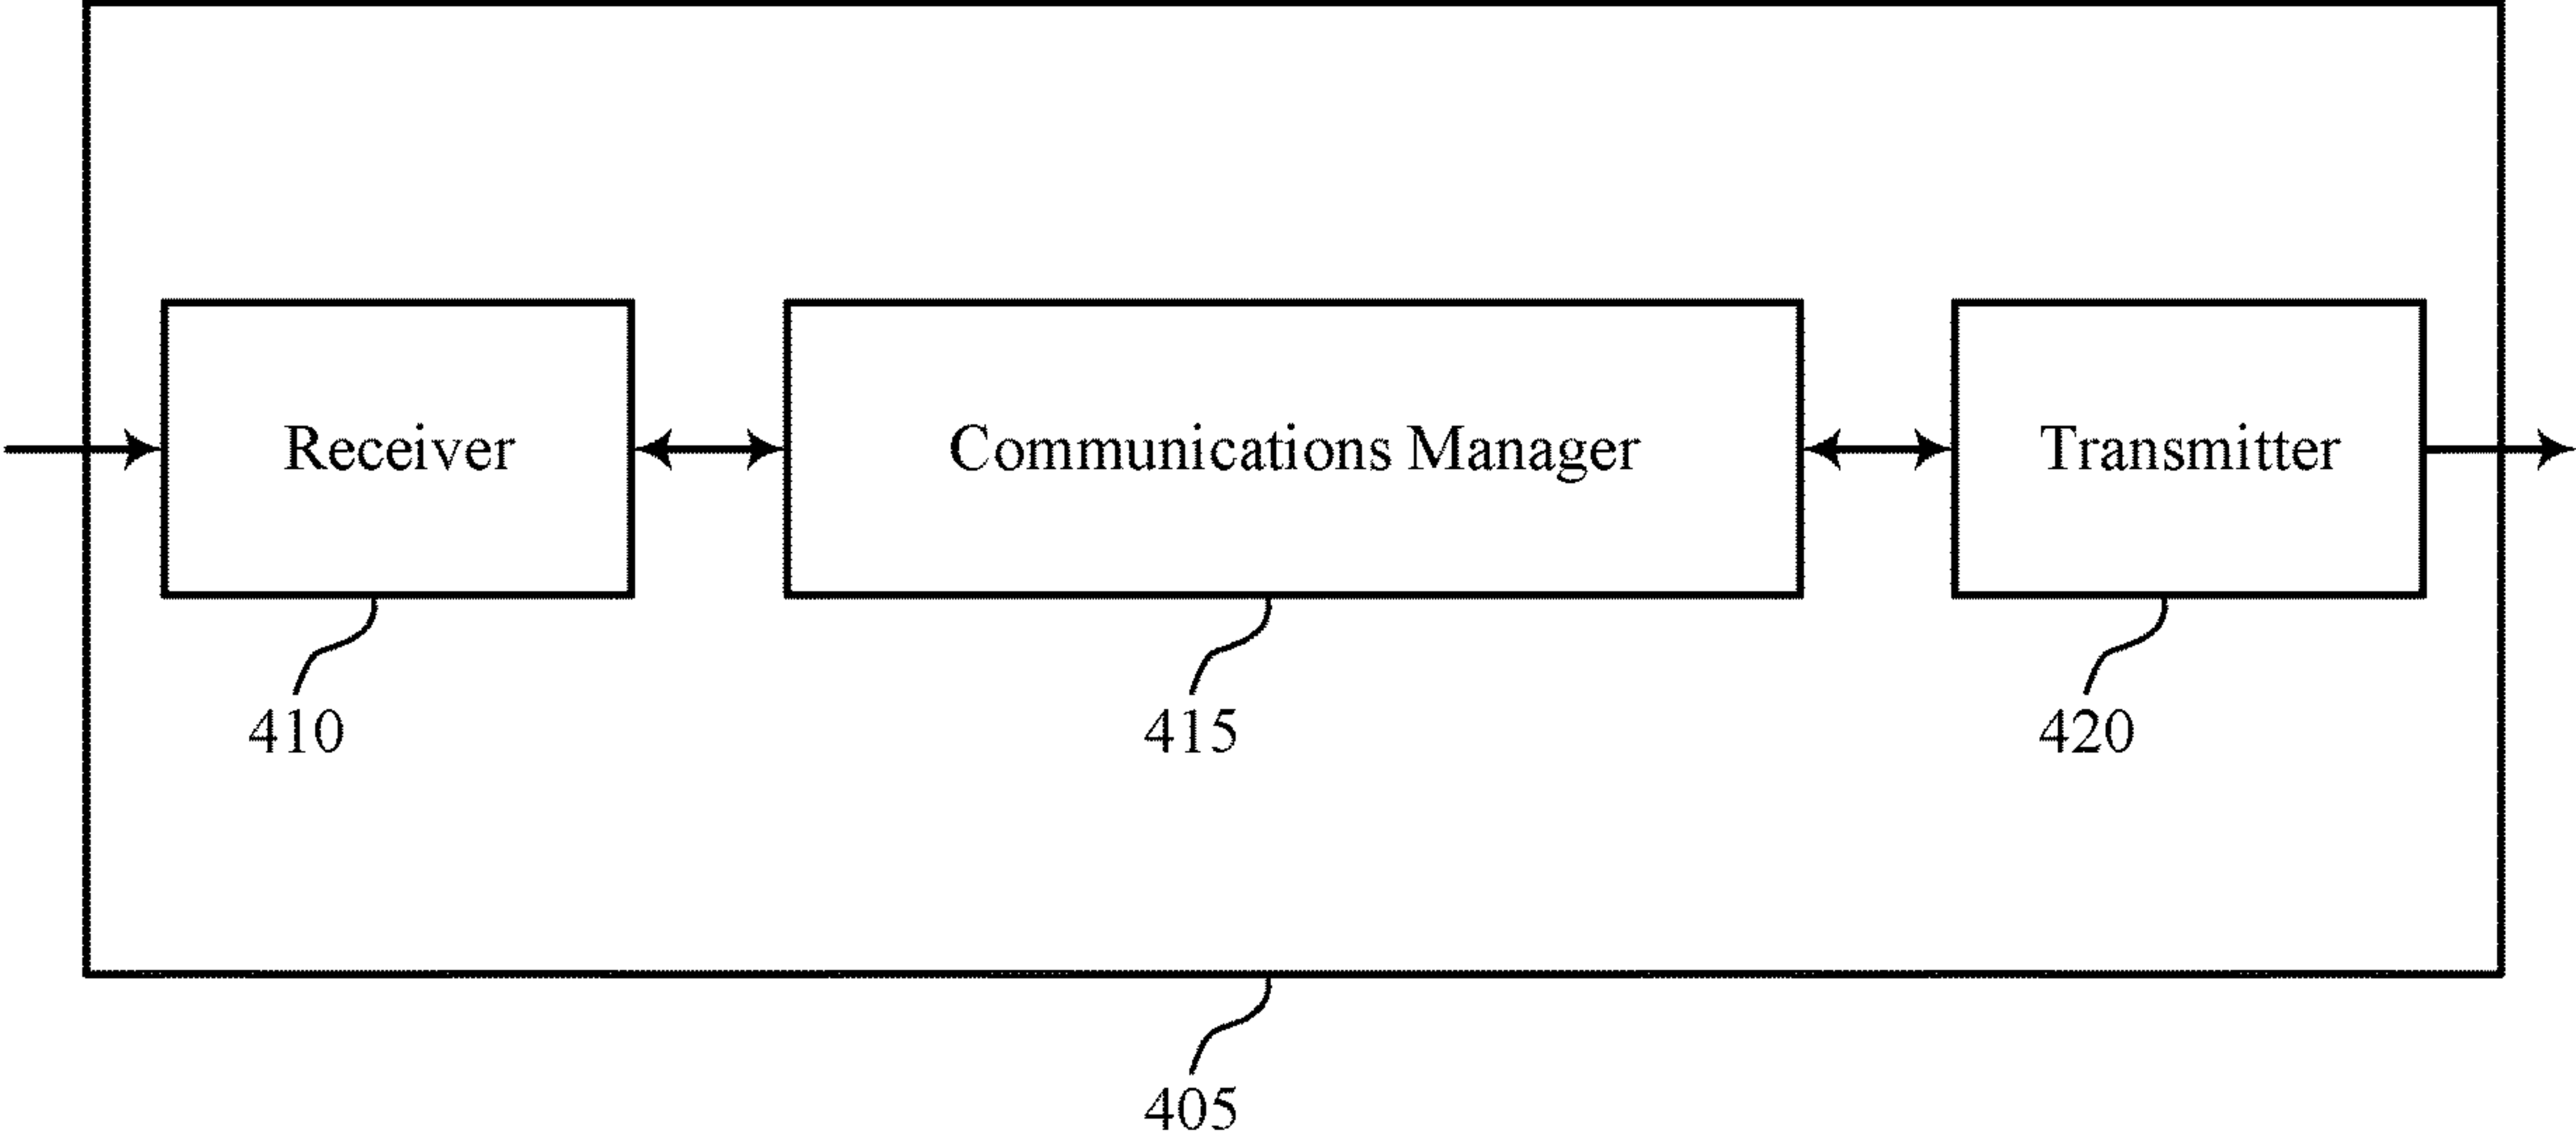 Receiver
Communications Manager
Transmitter
410
415
420
405